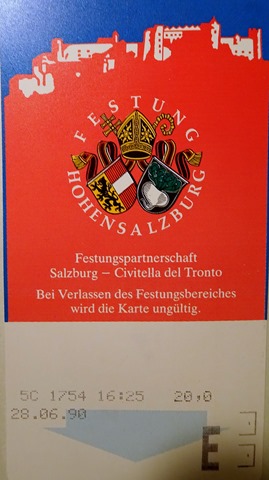 FESTUNG
HOHENSALZBURG
Festungspartnerschaft
Salzburg – Civitella del Tronto
Bei Verlassen des Festungsbereiches
wird die Karte ungültig.
5C 1754 16:25 20,0
28.06.90
E